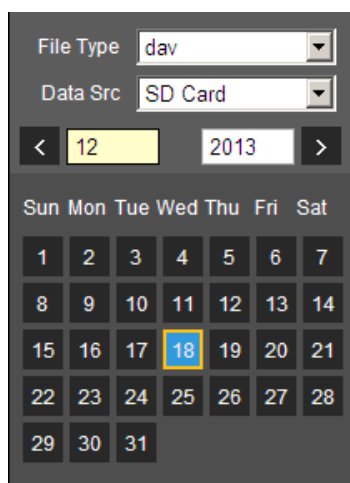 File Type dav
Data Src SD Card
< 12 2013 >
Sun Mon Tue Wed Thu Fri Sat
1 2 3 4 5 6 7
8 9 10 11 12 13 14
15 16 17 18 19 20 21
22 23 24 25 26 27 28
29 30 31